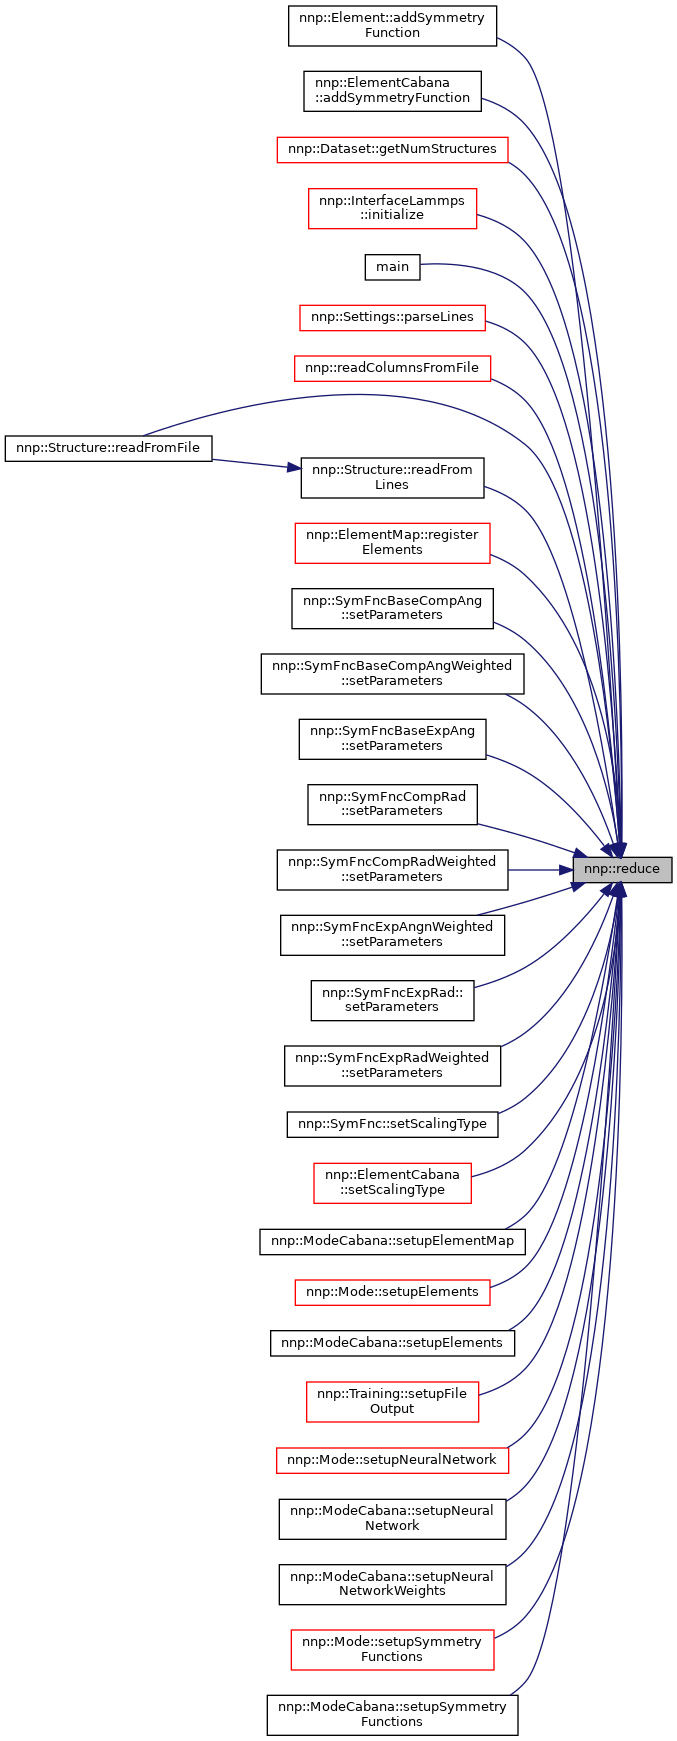 nnp::Element::addSymmetry
Function
nnp::ElementCabana
::addSymmetryFunction
nnp::Dataset::getNumStructures
nnp::InterfaceLammps
::initialize
main
nnp::Settings::parseLines
nnp::readColumnsFromFile
nnp::Structure::readFromFile
nnp::Structure::readFrom
Lines
nnp::ElementMap::register
Elements
nnp::SymFncBaseCompAng
::setParameters
nnp::SymFncBaseCompAngWeighted
::setParameters
nnp::SymFncBaseExpAng
::setParameters
nnp::SymFncCompRad
::setParameters
nnp::SymFncCompRadWeighted
::setParameters
nnp::reduce
nnp::SymFncExpAngnWeighted
::setParameters
nnp::SymFncExpRad::
setParameters
nnp::SymFncExpRadWeighted
::setParameters
nnp::SymFnc::setScalingType
nnp::ElementCabana
::setScalingType
nnp::ModeCabana::setupElementMap
nnp::Mode::setupElements
nnp::ModeCabana::setupElements
nnp::Training::setupFile
Output
nnp::Mode::setupNeuralNetwork
nnp::ModeCabana::setupNeural
Network
nnp::ModeCabana::setupNeural
NetworkWeights
nnp::Mode::setupSymmetry
Functions
nnp::ModeCabana::setupSymmetry
Functions